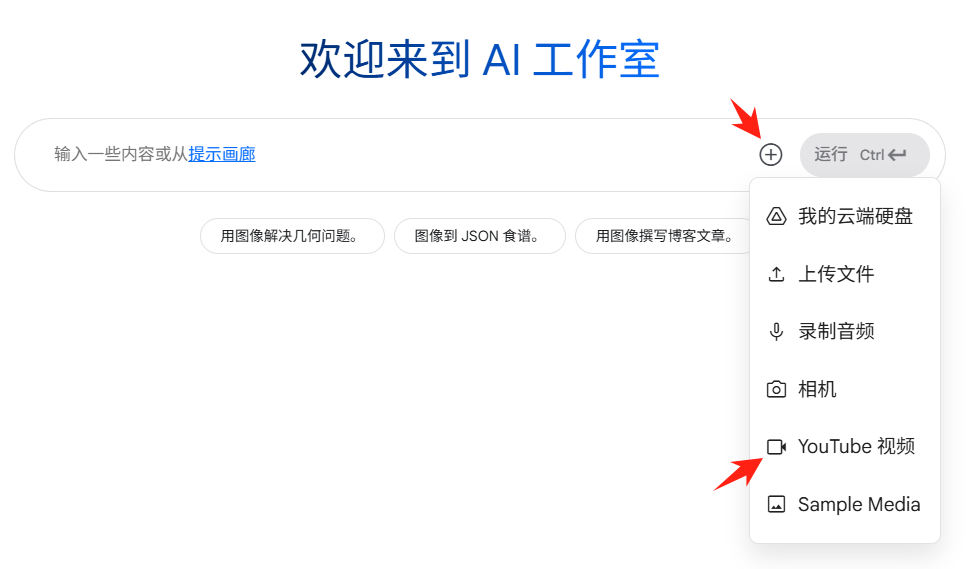 欢迎来到 AI 工作室
输入一些内容或从提示画廊
运行 Ctrl
用图像解决几何问题。
图像到 JSON 食谱。
用图像撰写博客文章。
我的云端硬盘
上传文件
录制音频
相机
YouTube 视频
Sample Media